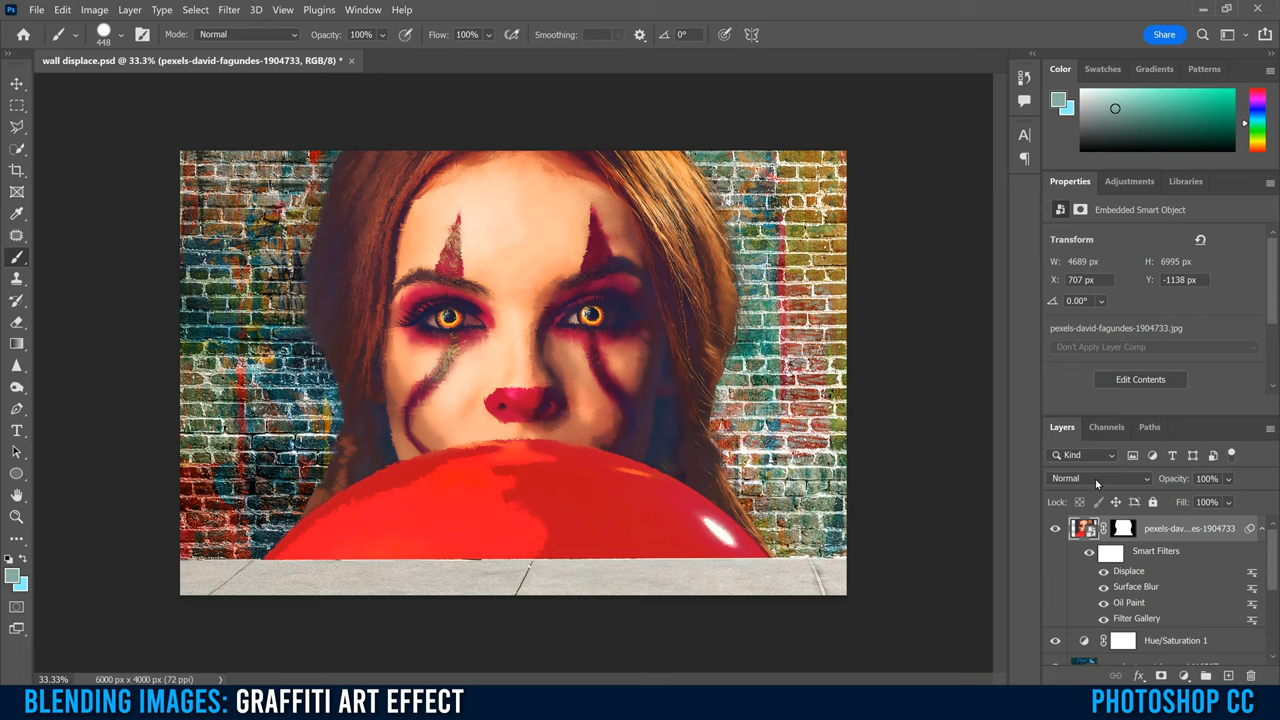 Ps File Edit Image Layer Type Select Filter 3D View Plugins Window Help
448 Mode: Normal Opacity: 100% Flow: 100% Smoothing: 0° Share
wall displace.psd @ 33.3% (pexels-david-fagundes-1904733, RGB/8) *
Color Swatches Gradients Patterns
Properties Adjustments Libraries
Embedded Smart Object
Transform
W: 4689 px H: 6995 px
X: 707 px Y: -1138 px
0.00°
pexels-david-fagundes-1904733.jpg
Don't Apply Layer Comp
Edit Contents
Layers Channels Paths
Kind
Normal Opacity: 100%
Lock: Fill: 100%
pexels-dav...es-1904733
Smart Filters
Displace
Surface Blur
Oil Paint
Filter Gallery
Hue/Saturation 1
33.33% 6000 px x 4000 px (72 ppi)
BLENDING IMAGES: GRAFFITI ART EFFECT PHOTOSHOP CC